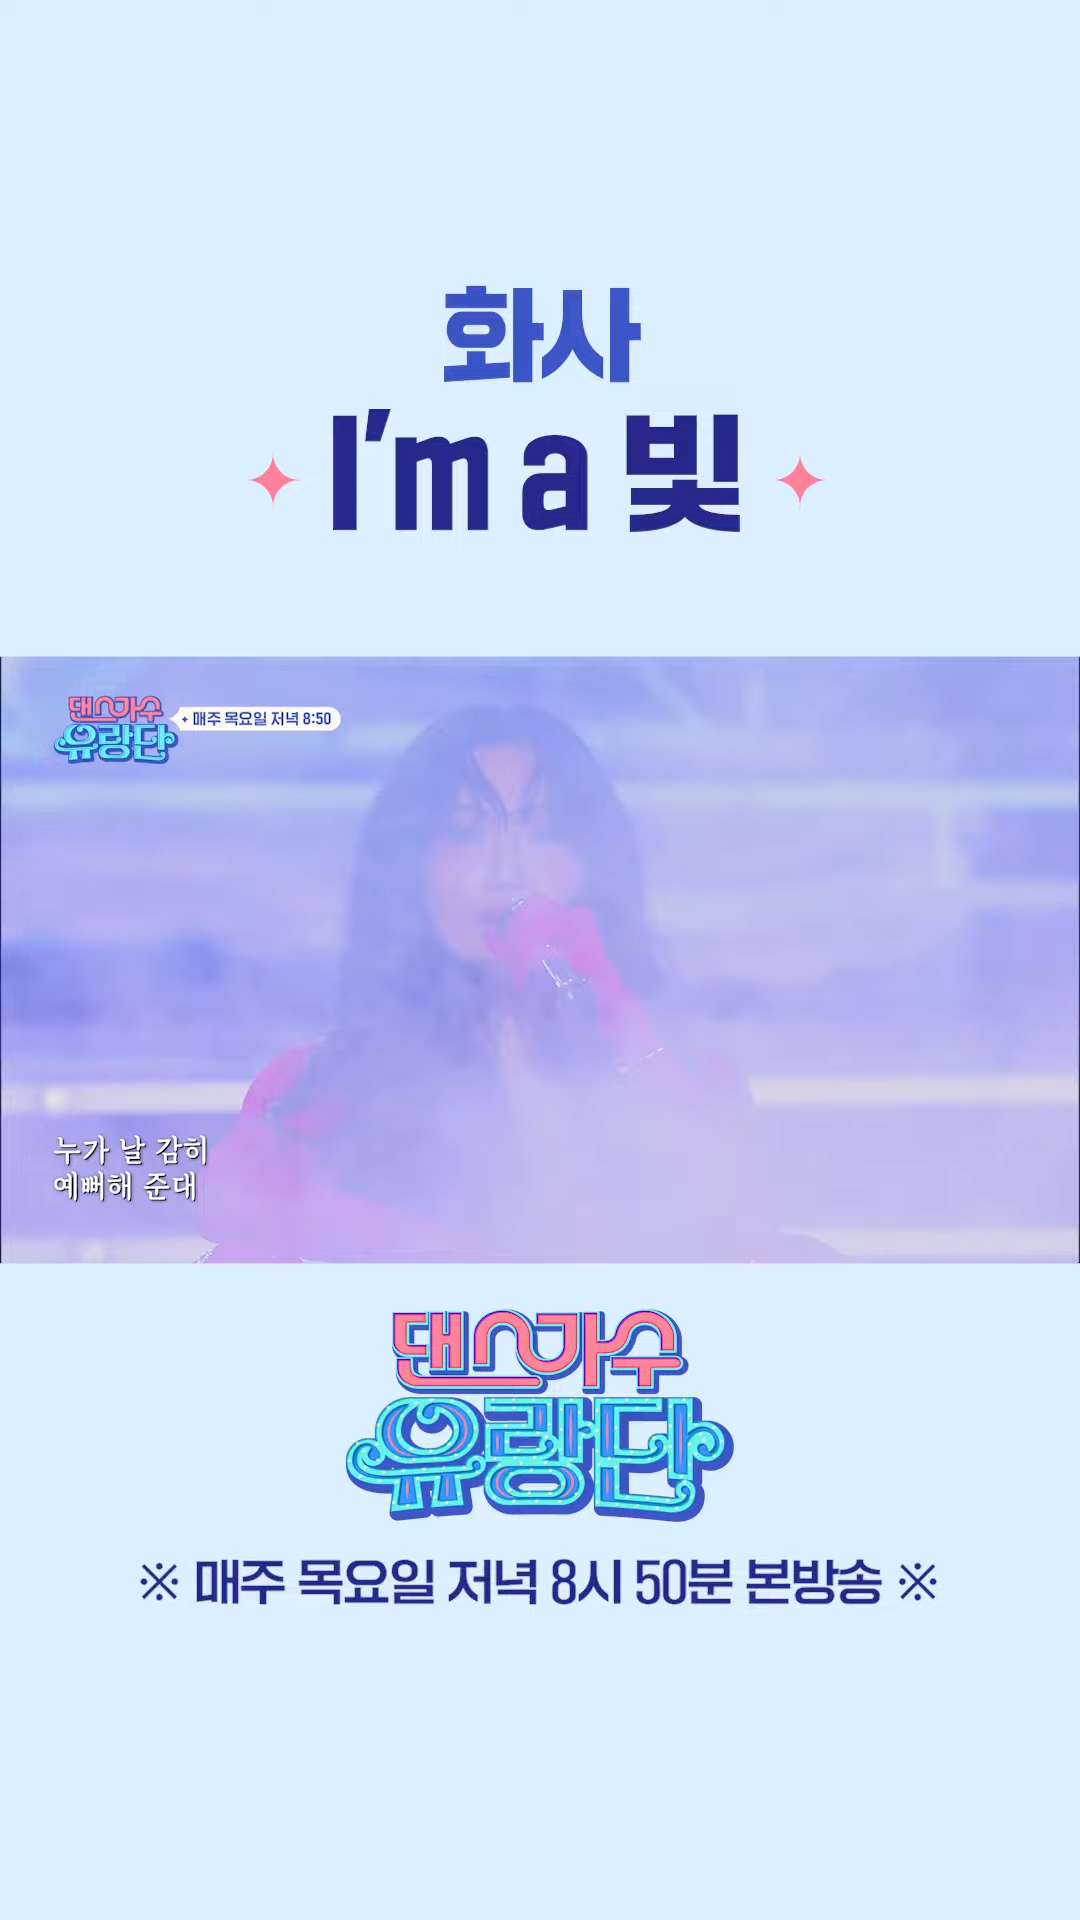 화사
I'm a 빛
댄스가수
유랑단
매주 목요일 저녁 8:50
누가 날 감히
예뻐해 준대
댄스가수
유랑단
※ 매주 목요일 저녁 8시 50분 본방송 ※